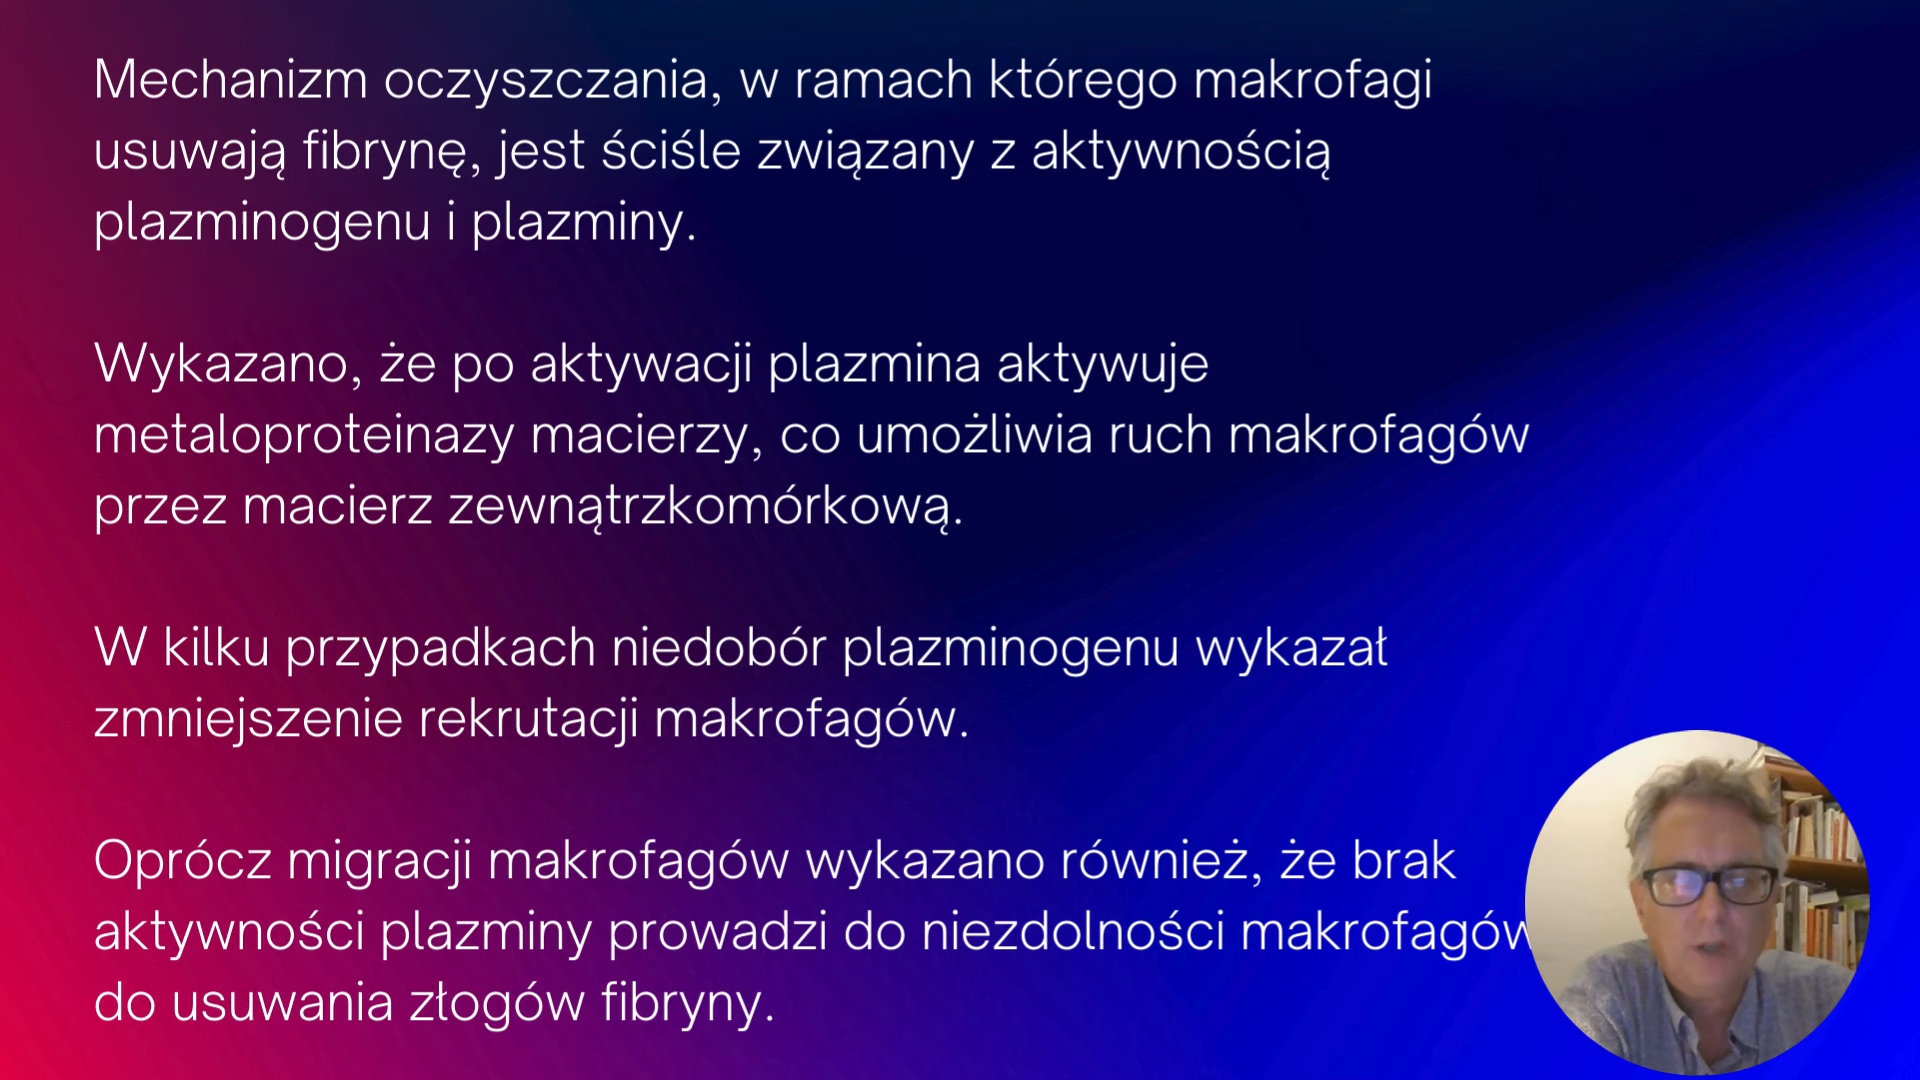 Mechanizm oczyszczania, w ramach którego makrofagi
usuwają fibrynę, jest ściśle związany z aktywnością
plazminogenu i plazminy.
Wykazano, że po aktywacji plazmina aktywuje
metaloproteinazy macierzy, co umożliwia ruch makrofagów
przez macierz zewnątrzkomórkową.
W kilku przypadkach niedobór plazminogenu wykazał
zmniejszenie rekrutacji makrofagów.
Oprócz migracji makrofagów wykazano również, że brak
aktywności plazminy prowadzi do niezdolności makrofagów
do usuwania złogów fibryny.